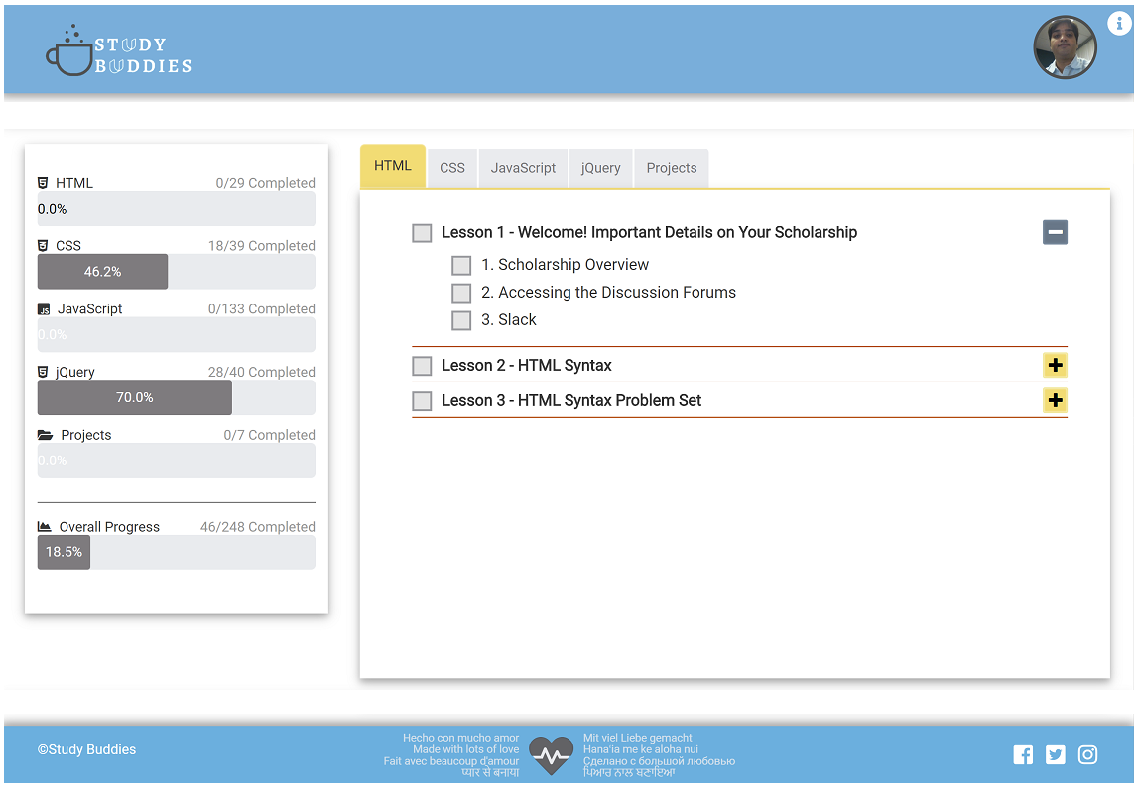 STUDY
BUDDIES
HTML 0/29 Completed
0.0%
CSS 18/39 Completed
46.2%
JavaScript 0/133 Completed
0.0%
jQuery 28/40 Completed
70.0%
Projects 0/7 Completed
0.0%
Overall Progress 46/248 Completed
18.5%
HTML CSS JavaScript jQuery Projects
Lesson 1 - Welcome! Important Details on Your Scholarship
1. Scholarship Overview
2. Accessing the Discussion Forums
3. Slack
Lesson 2 - HTML Syntax
Lesson 3 - HTML Syntax Problem Set
©Study Buddies
Hecho con mucho amor
Made with lots of love
Fait avec beaucoup d'amour
प्यार से बनाया
Mit viel Liebe gemacht
Hana'ia me ke aloha nui
Сделано с большой любовью
ਪਿਆਰ ਨਾਲ ਬਣਾਇਆ